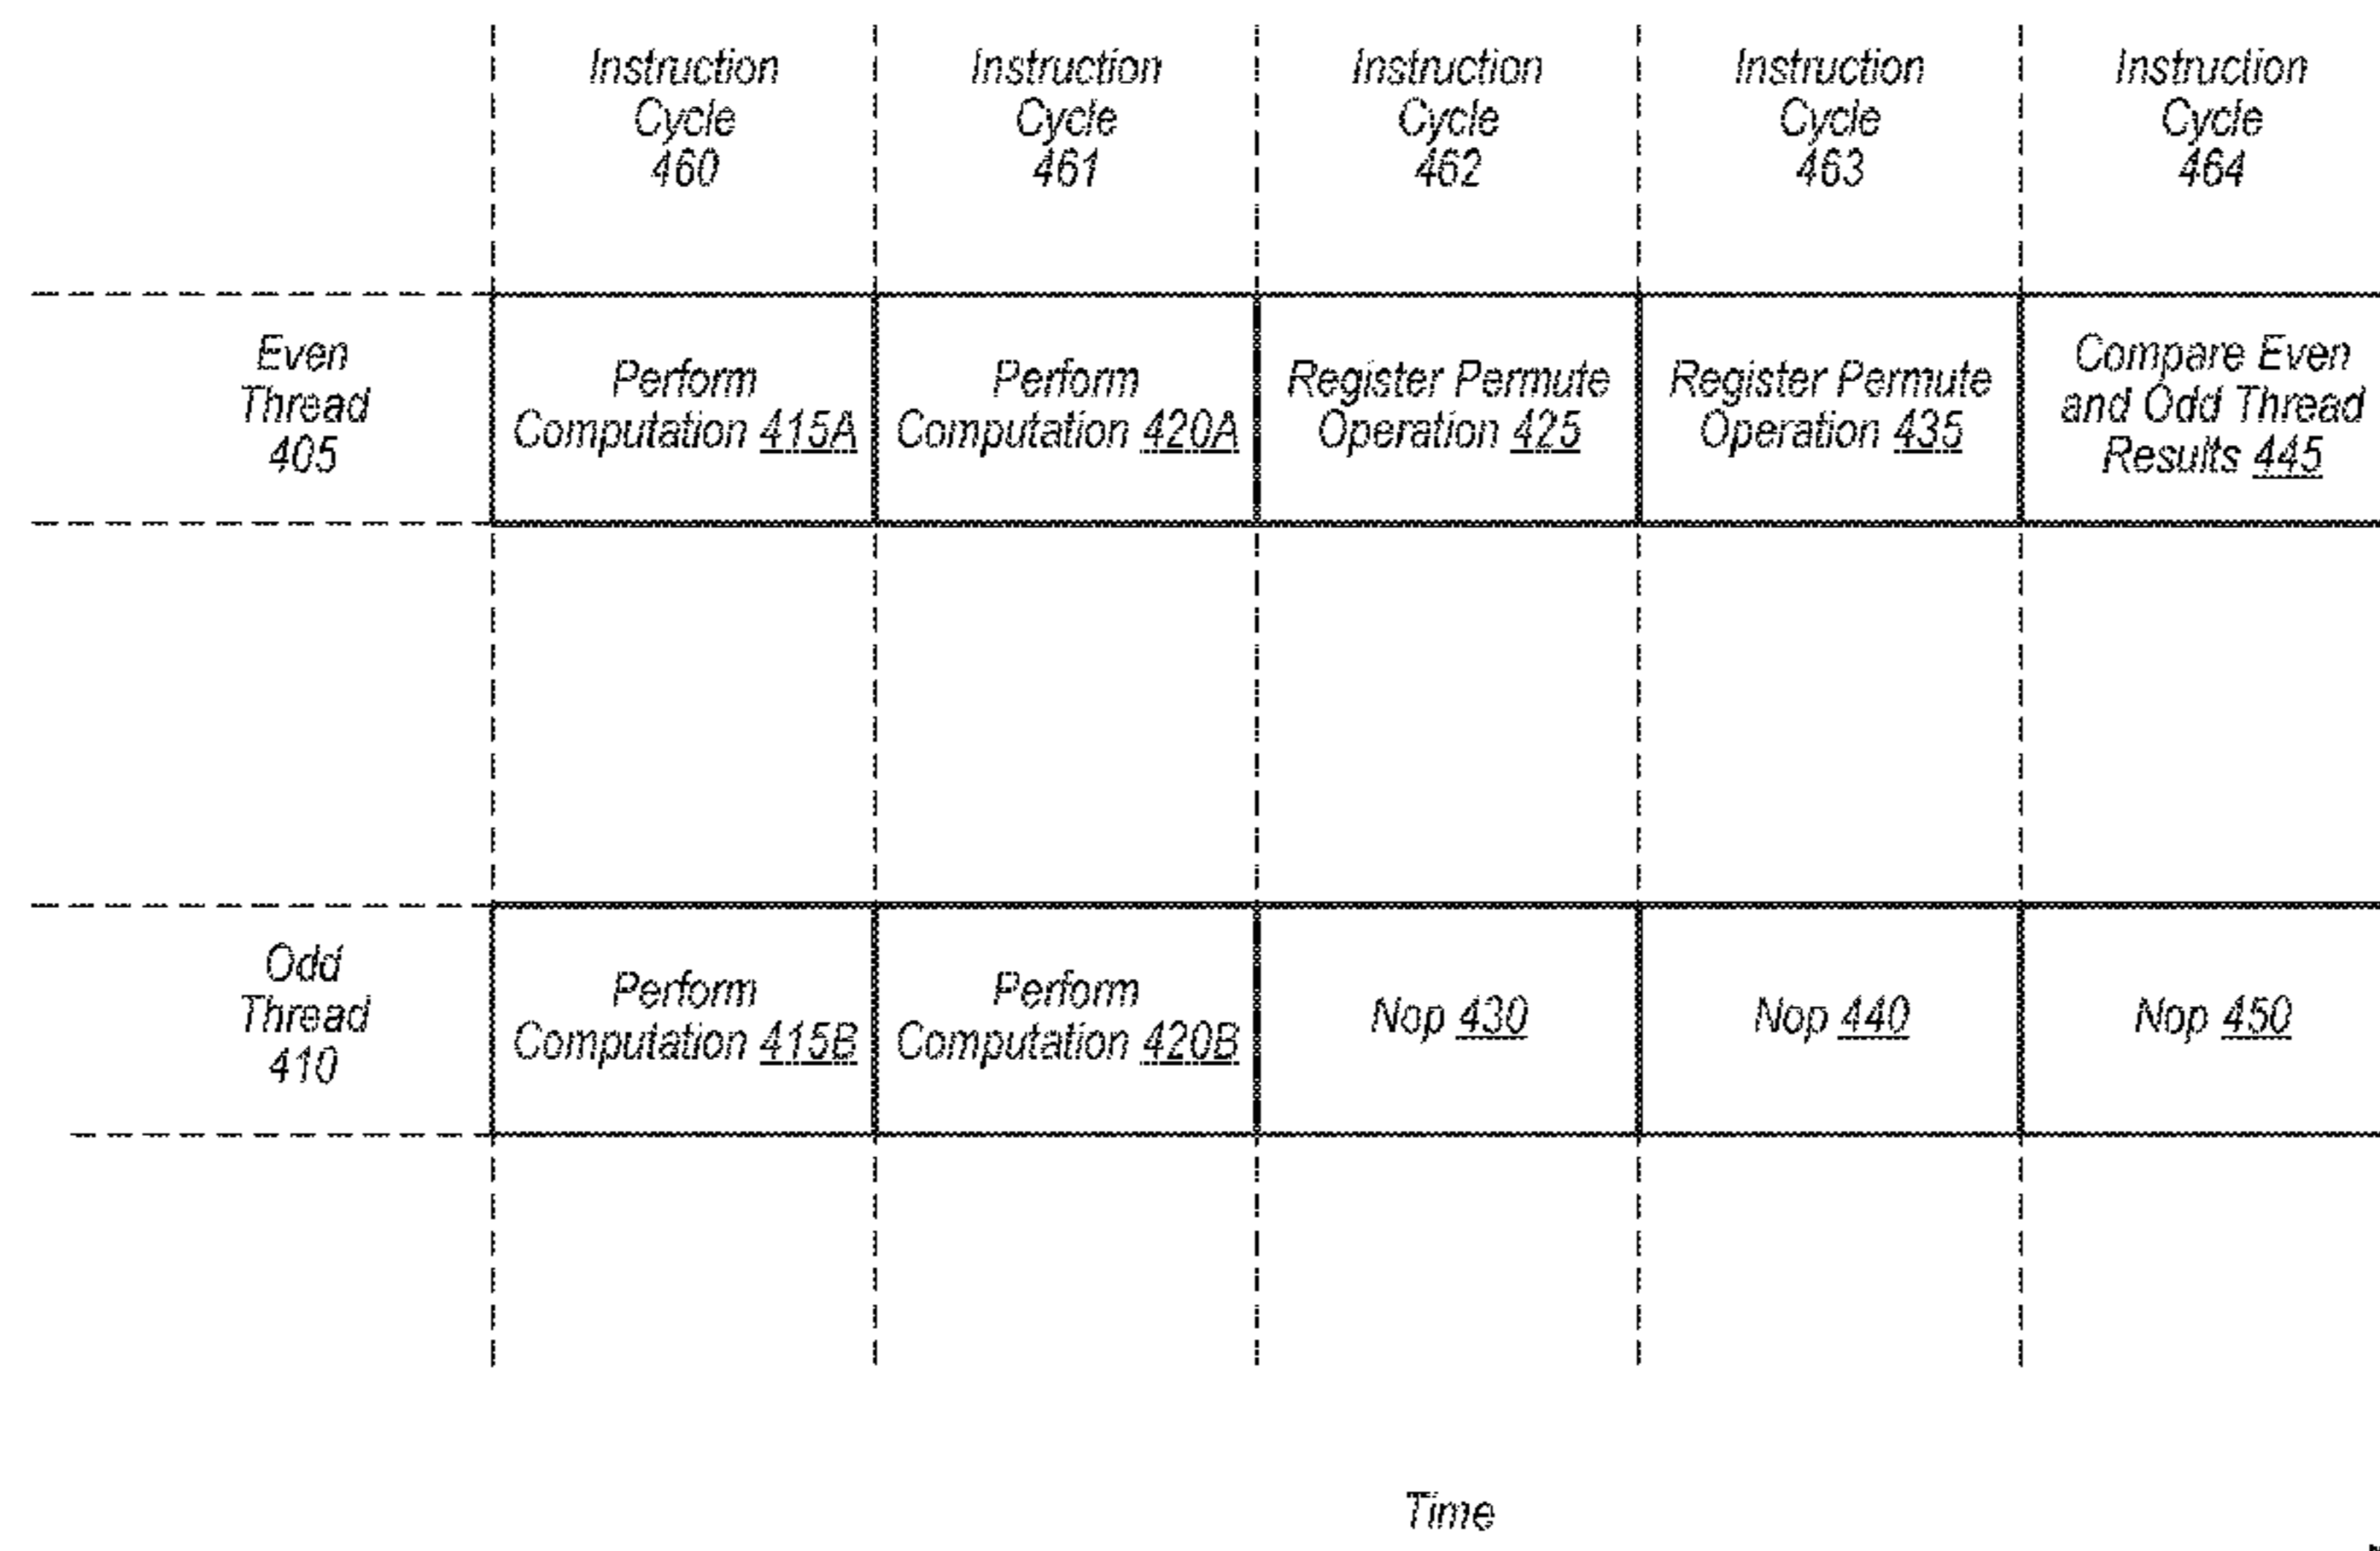 Instruction
Cycle
460
Instruction
Cycle
461
Instruction
Cycle
462
Instruction
Cycle
463
Instruction
Cycle
464
Even
Thread
405
Perform
Computation 415A
Perform
Computation 420A
Register Permute
Operation 425
Register Permute
Operation 435
Compare Even
and Odd Thread
Results 445
Odd
Thread
410
Perform
Computation 415B
Perform
Computation 420B
Nop 430
Nop 440
Nop 450
Time